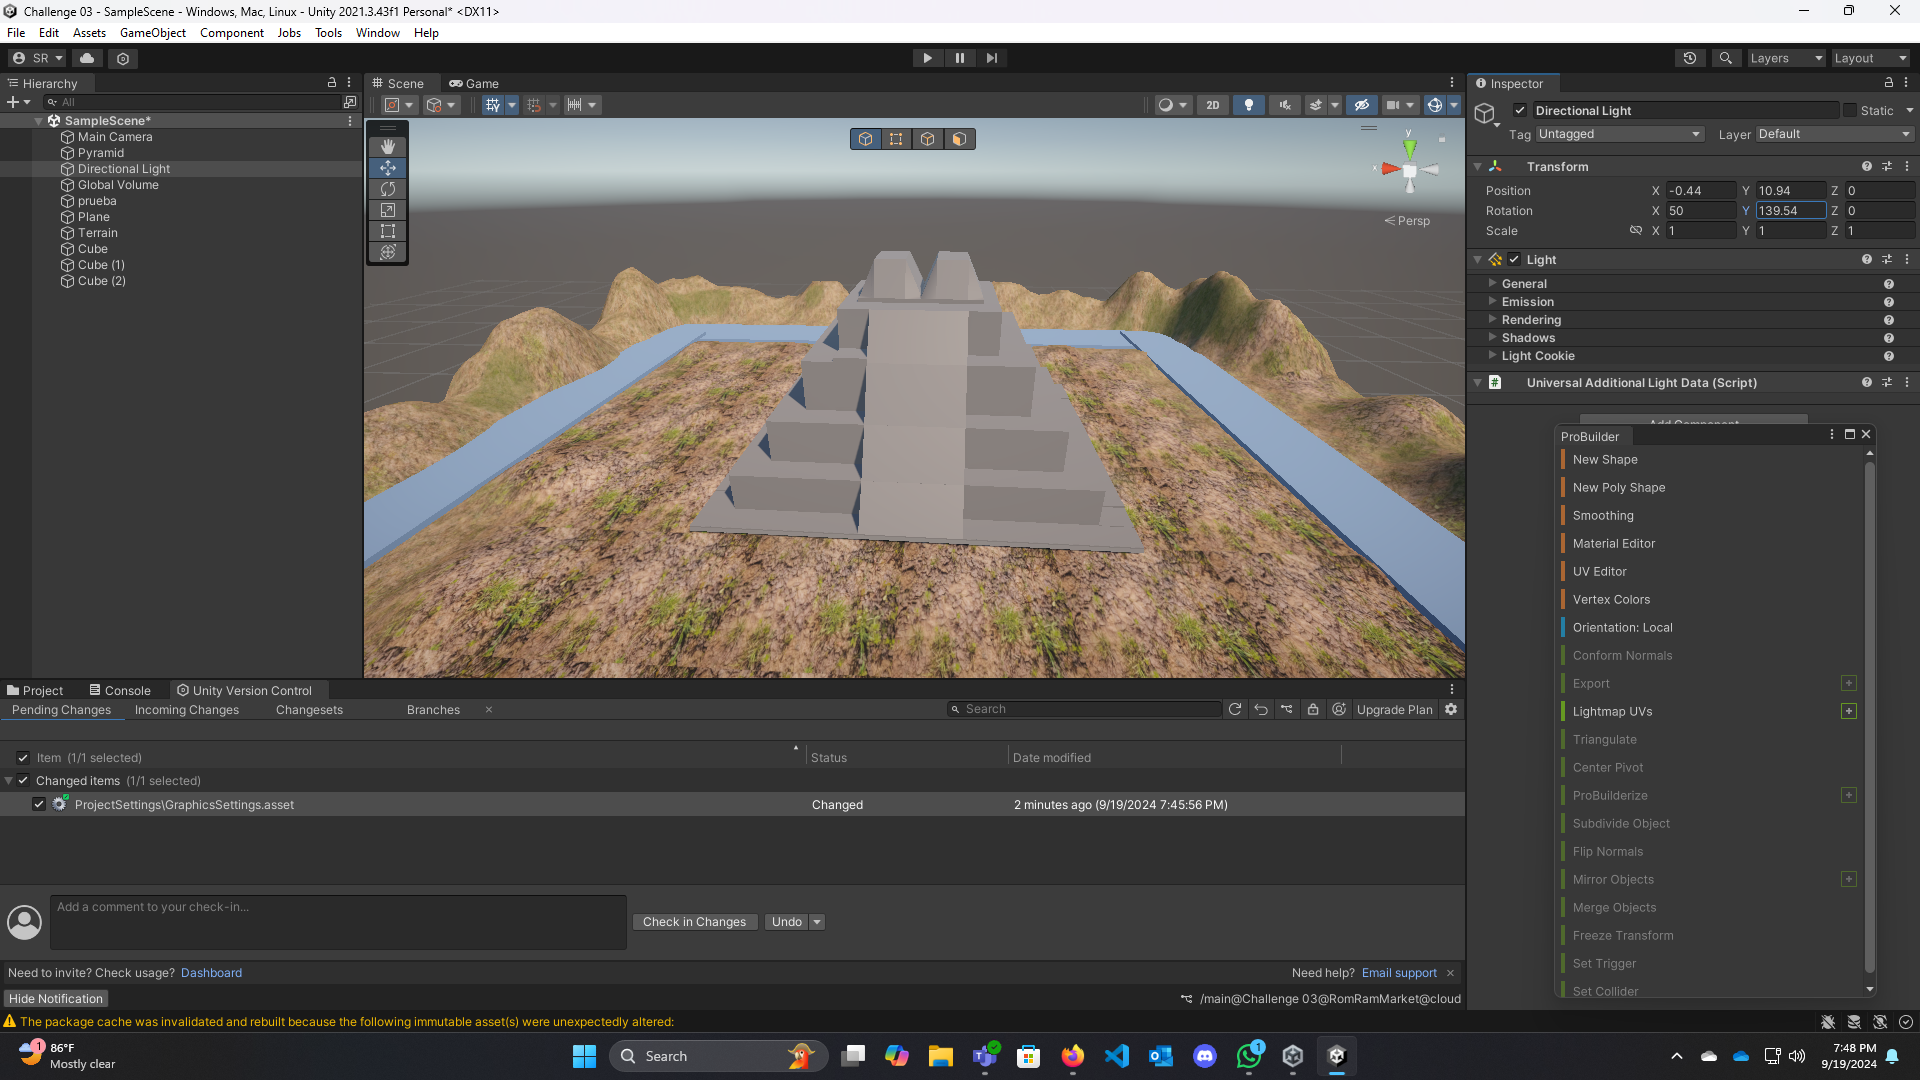 Challenge 03 - SampleScene - Windows, Mac, Linux - Unity 2021.3.43f1 Personal* <DX11>
File Edit Assets GameObject Component Jobs Tools Window Help
SR Layers Layout
Hierarchy Scene Game Inspector
All 2D
SampleScene*
Main Camera
Pyramid
Directional Light
Global Volume
prueba
Plane
Terrain
Cube
Cube (1)
Cube (2)
y
x
Persp
Directional Light Static
Tag Untagged Layer Default
Transform
Position X -0.44 Y 10.94 Z 0
Rotation X 50 Y 139.54 Z 0
Scale X 1 Y 1 Z 1
Light
General
Emission
Rendering
Shadows
Light Cookie
# Universal Additional Light Data (Script)
Add Component
ProBuilder
New Shape
New Poly Shape
Smoothing
Material Editor
UV Editor
Vertex Colors
Orientation: Local
Conform Normals
Export
Lightmap UVs
Triangulate
Center Pivot
ProBuilderize
Subdivide Object
Flip Normals
Mirror Objects
Merge Objects
Freeze Transform
Set Trigger
Set Collider
Project Console Unity Version Control
Pending Changes Incoming Changes Changesets Branches Search Upgrade Plan
Item (1/1 selected) Status Date modified
Changed items (1/1 selected)
ProjectSettings\GraphicsSettings.asset Changed 2 minutes ago (9/19/2024 7:45:56 PM)
Add a comment to your check-in...
Check in Changes Undo
Need to invite? Check usage? Dashboard Need help? Email support
Hide Notification /main@Challenge 03@RomRamMarket@cloud
The package cache was invalidated and rebuilt because the following immutable asset(s) were unexpectedly altered:
1 86°F
Mostly clear
Search
1
7:48 PM
9/19/2024